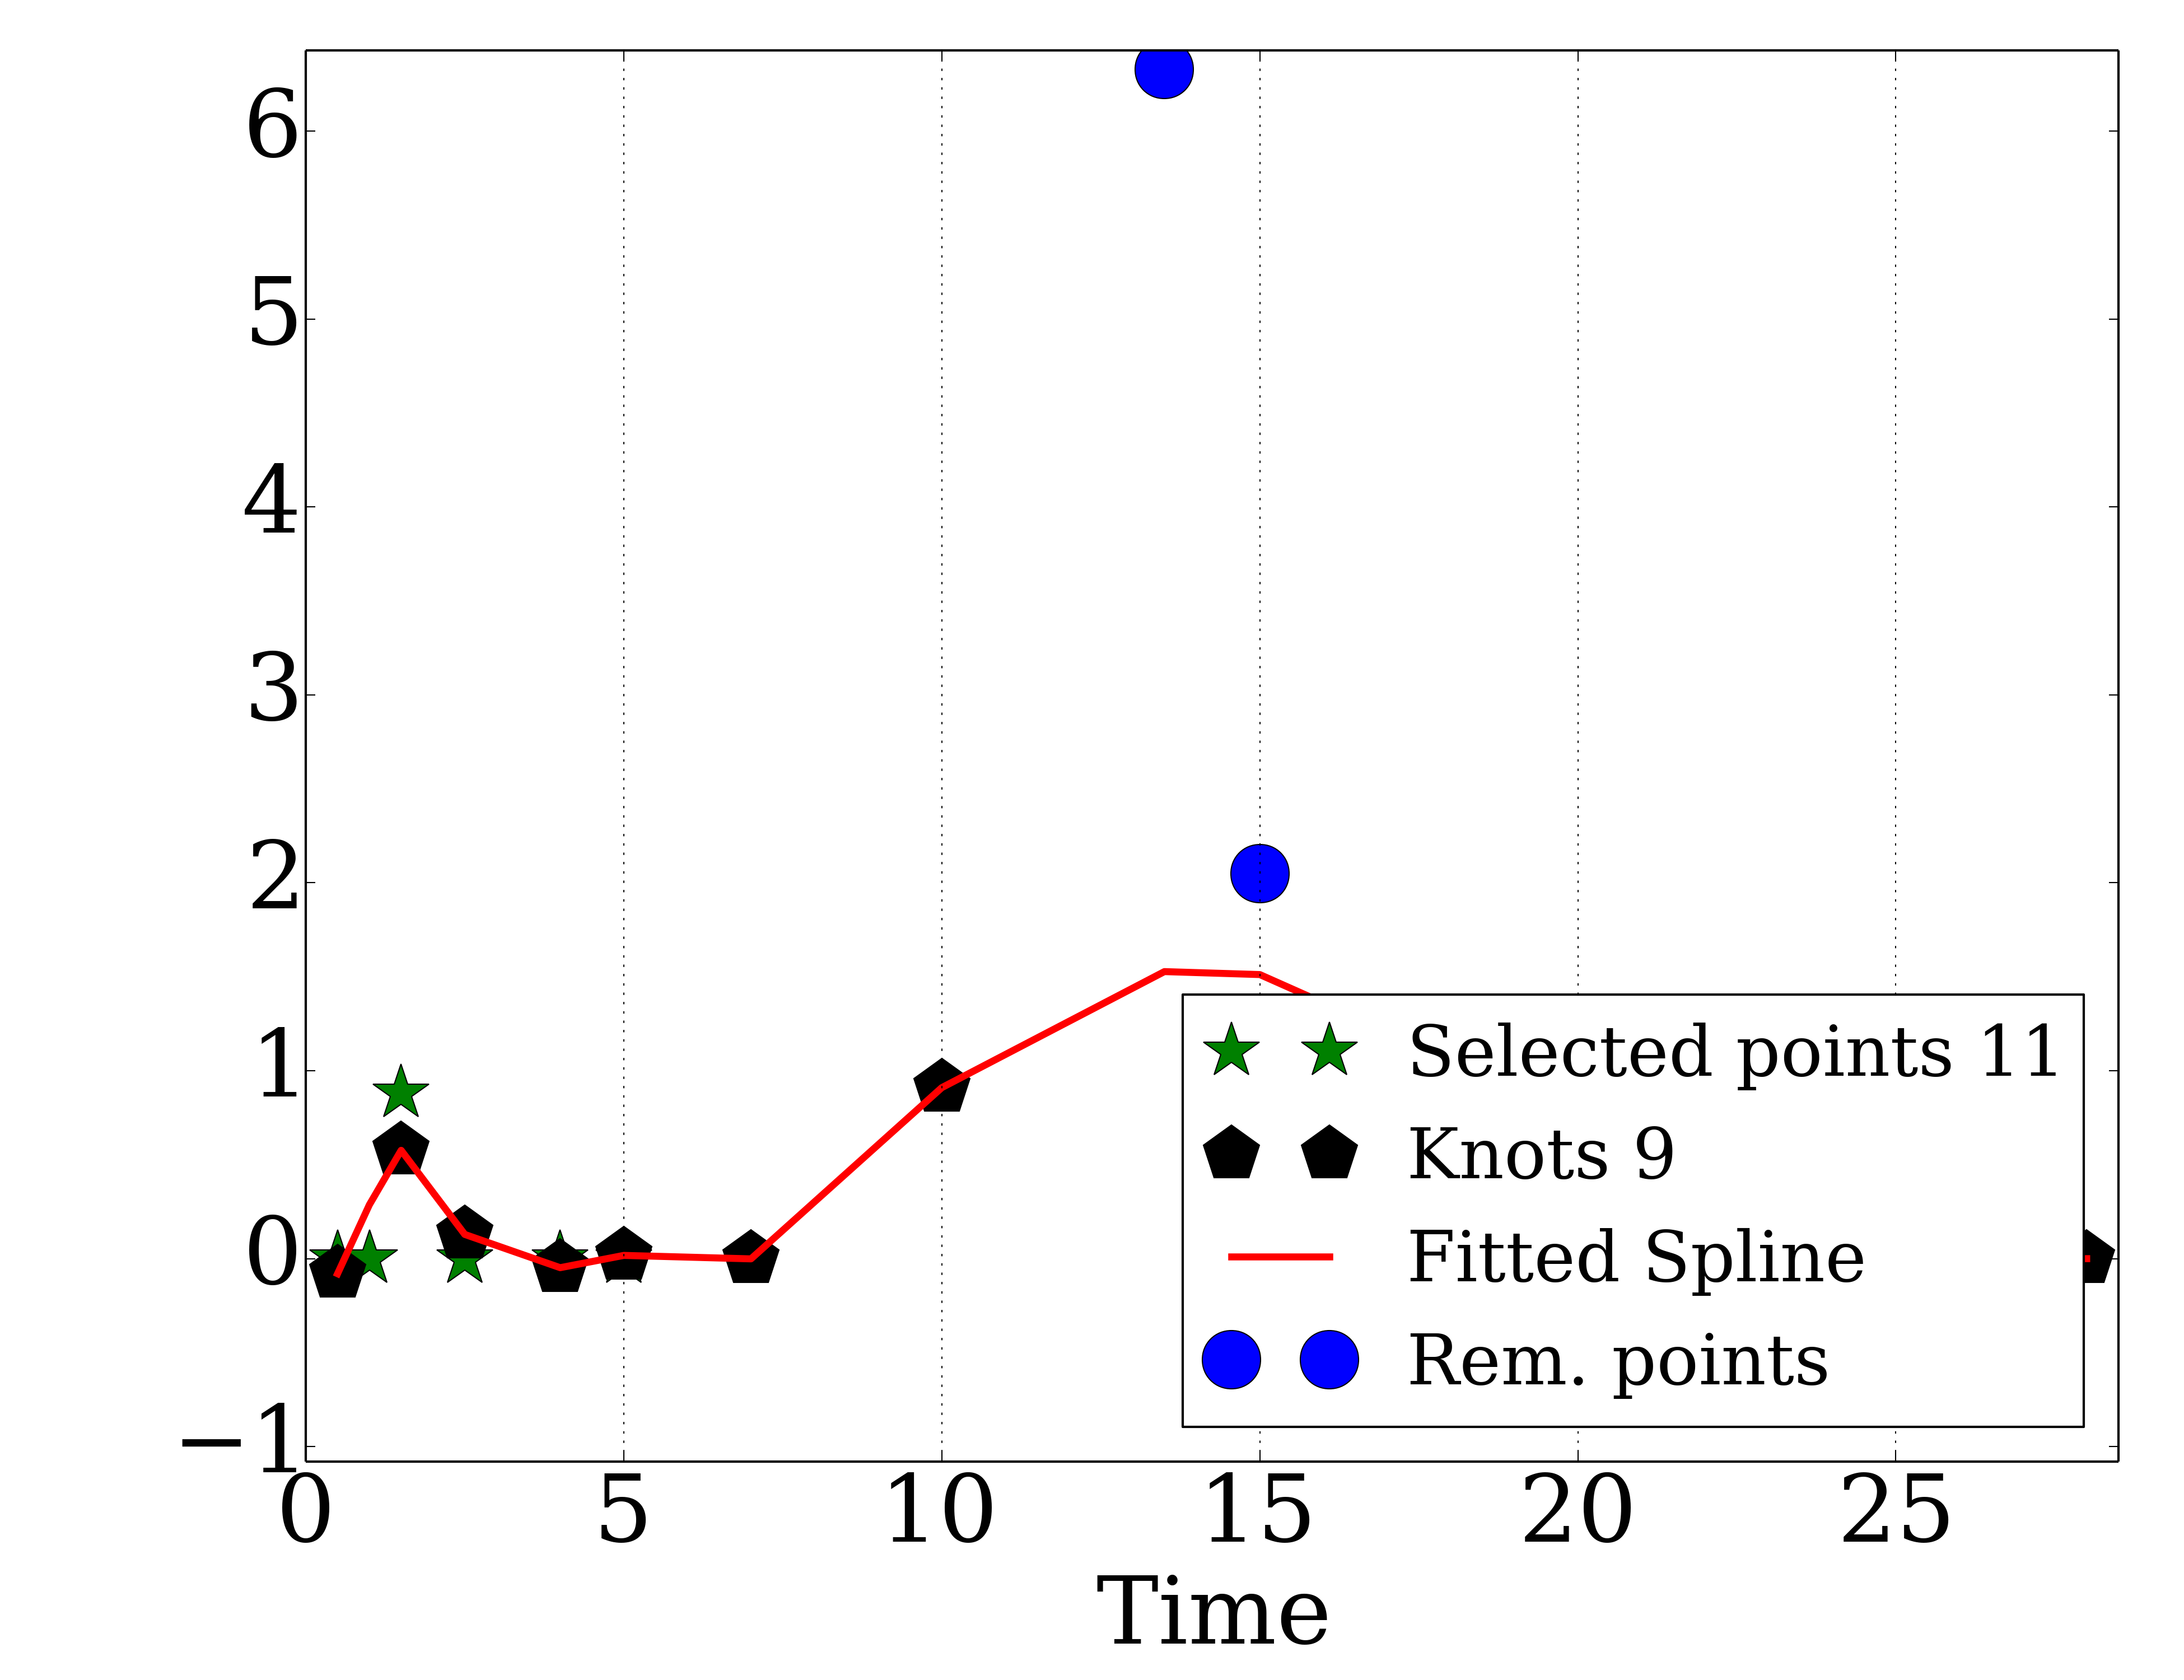 6
5
4
3
2
1
0
−1
0 5 10 15 20 25
Time
Selected points 11
Knots 9
Fitted Spline
Rem. points